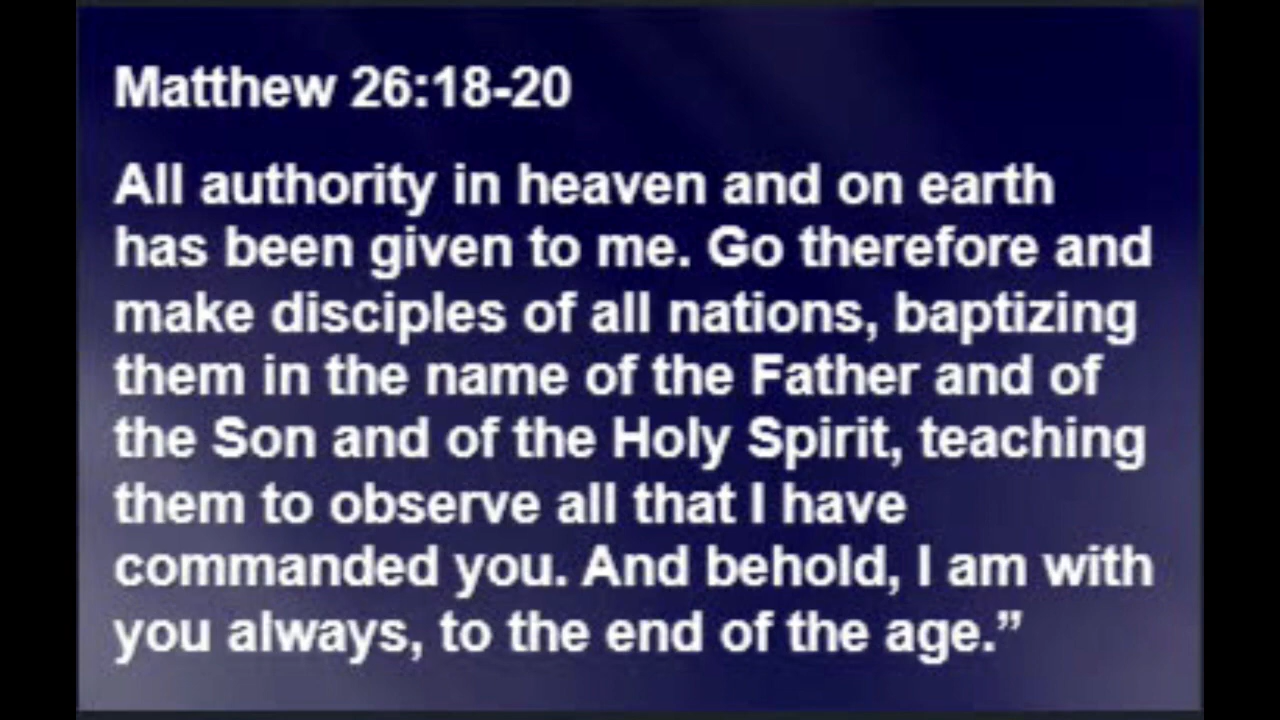 Matthew 26:18-20
All authority in heaven and on earth
has been given to me. Go therefore and
make disciples of all nations, baptizing
them in the name of the Father and of
the Son and of the Holy Spirit, teaching
them to observe all that I have
commanded you. And behold, I am with
you always, to the end of the age.”